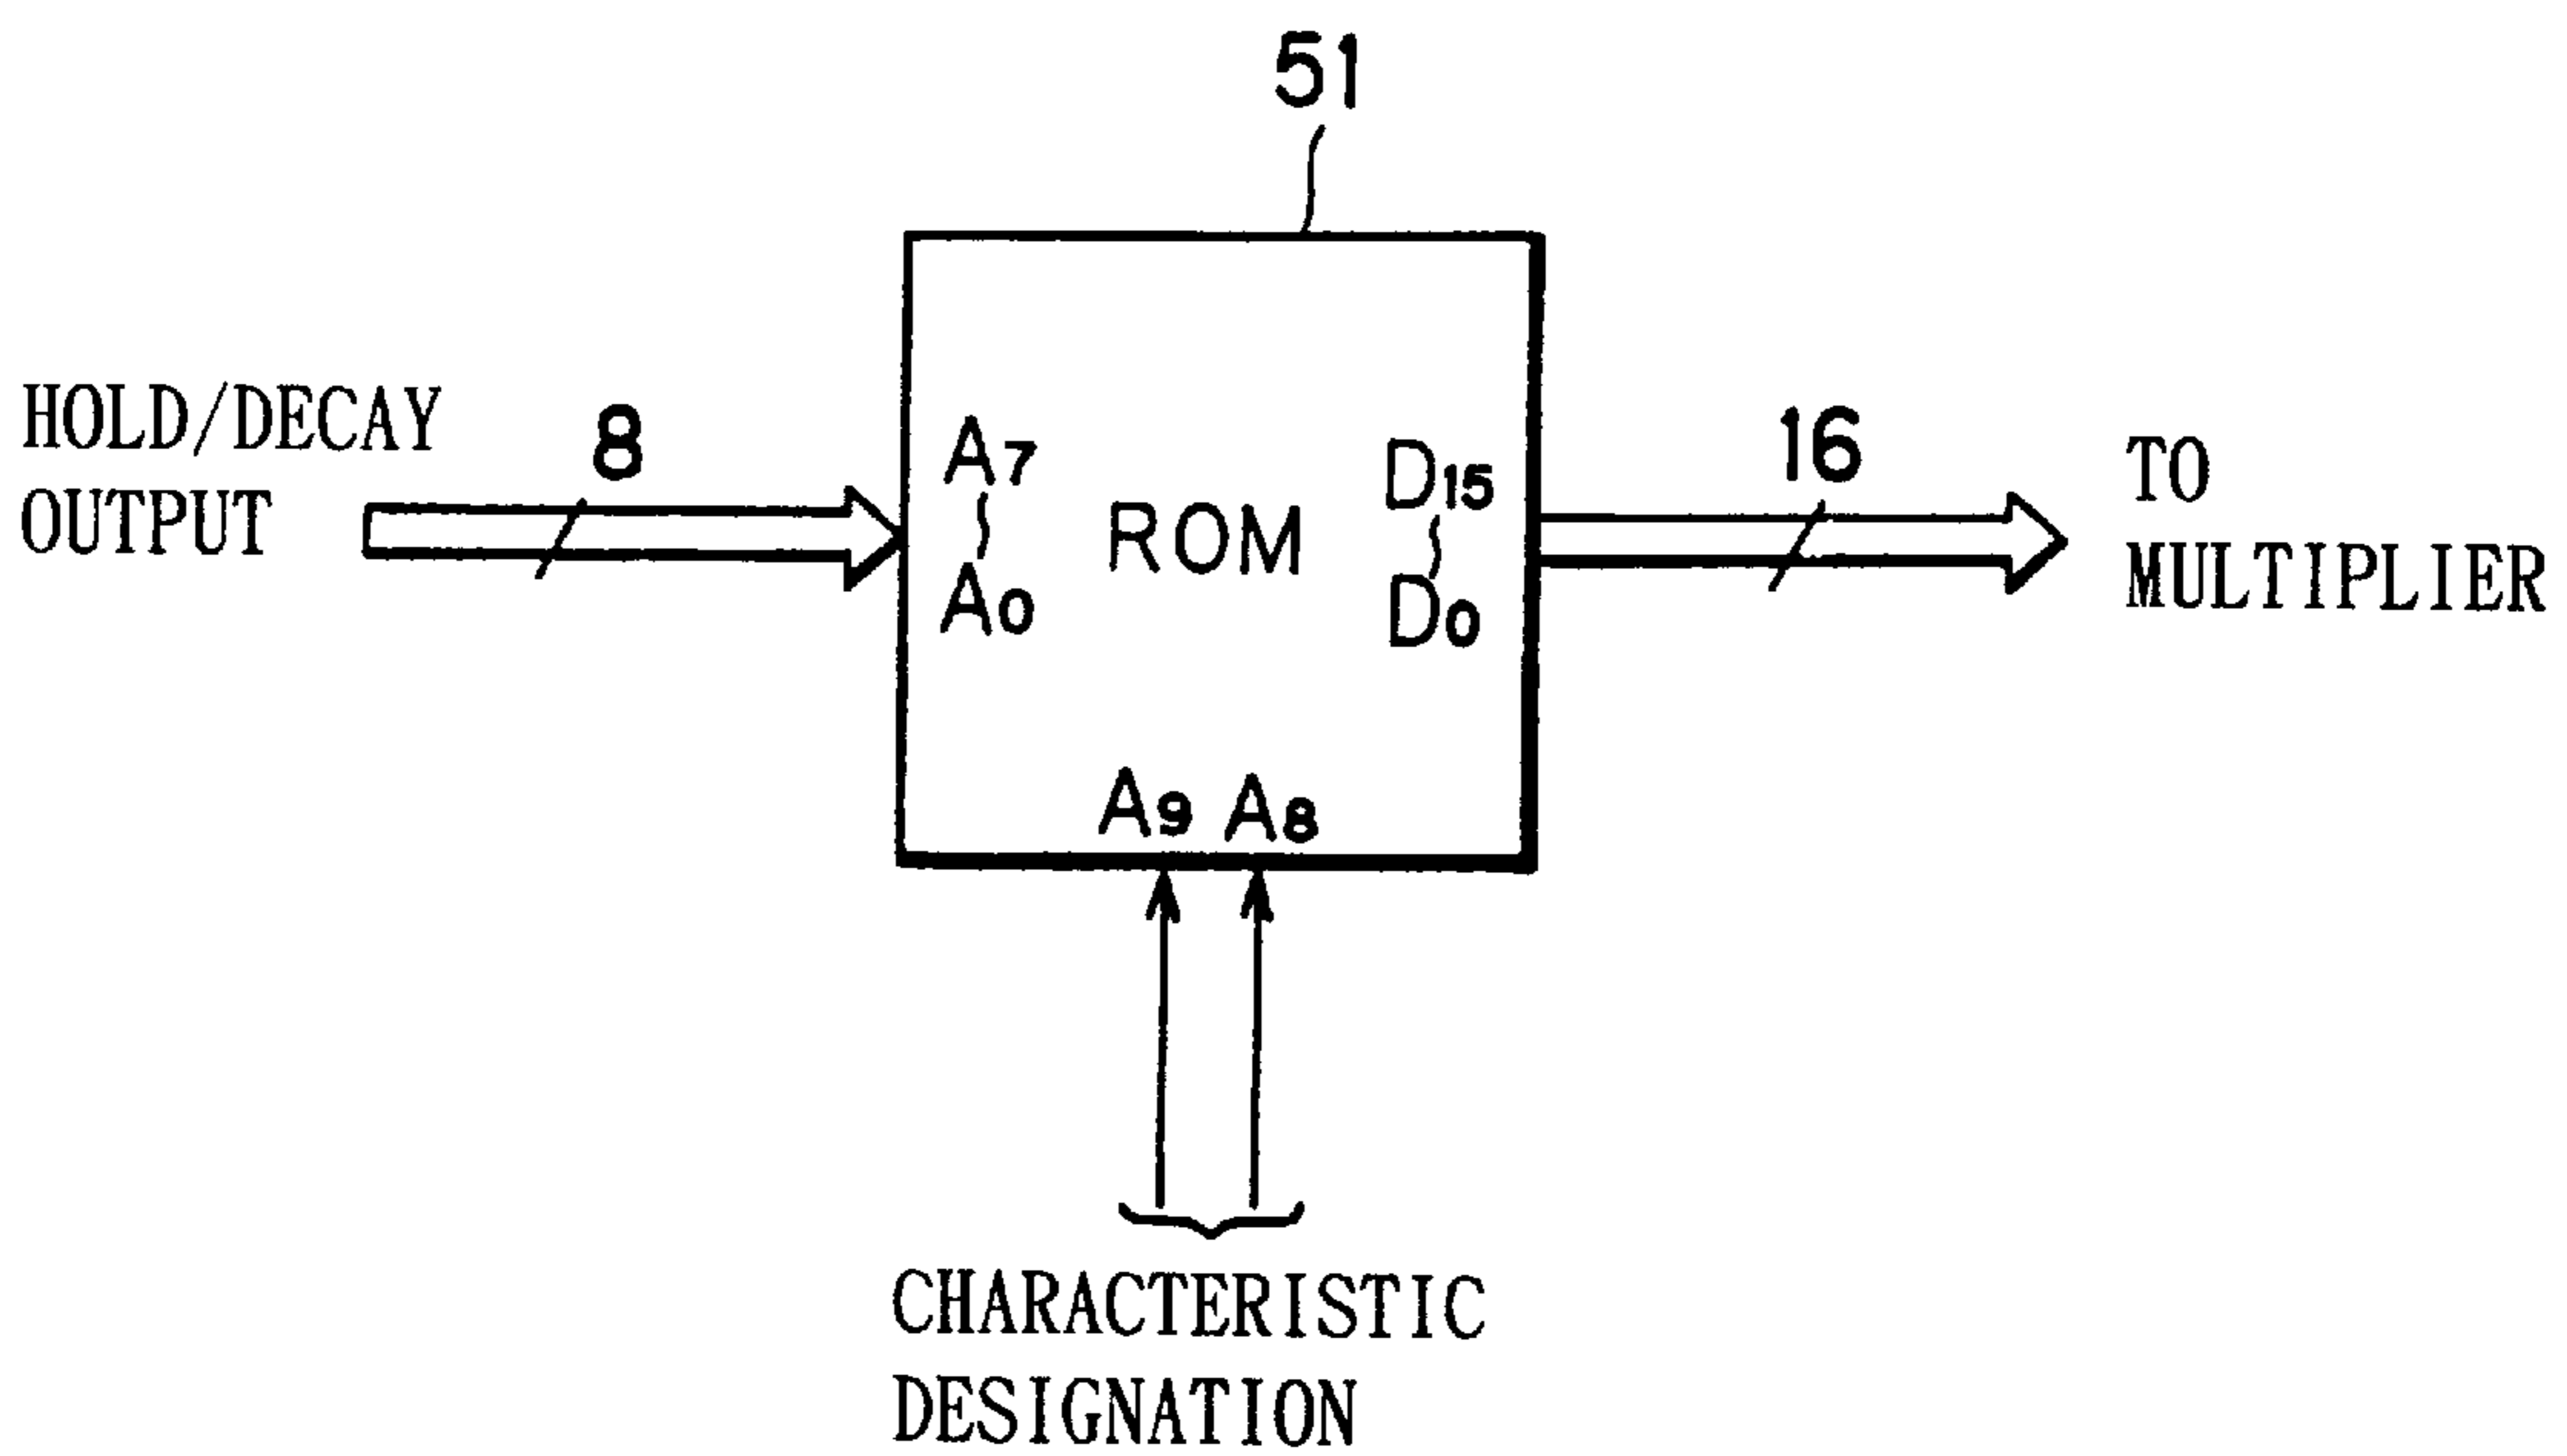 51
HOLD/DECAY
OUTPUT
8
A7
A0
ROM
D15
D0
16
TO
MULTIPLIER
A9 A8
CHARACTERISTIC
DESIGNATION